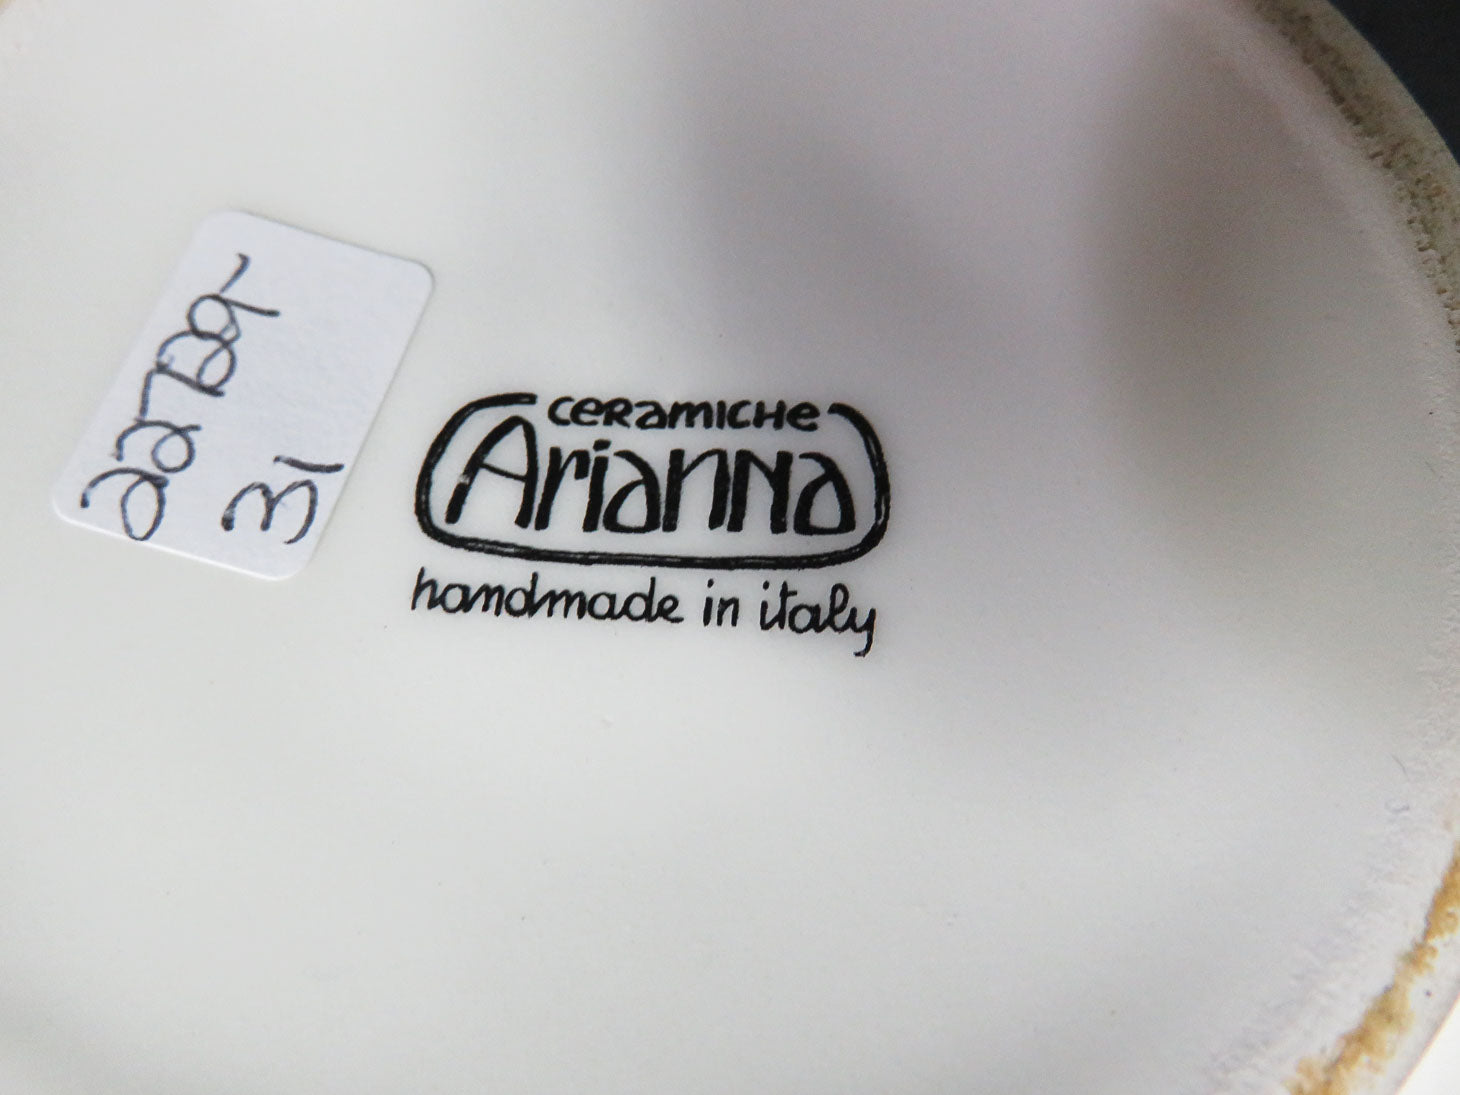 ceramiche
Arianna
handmade in italy
31